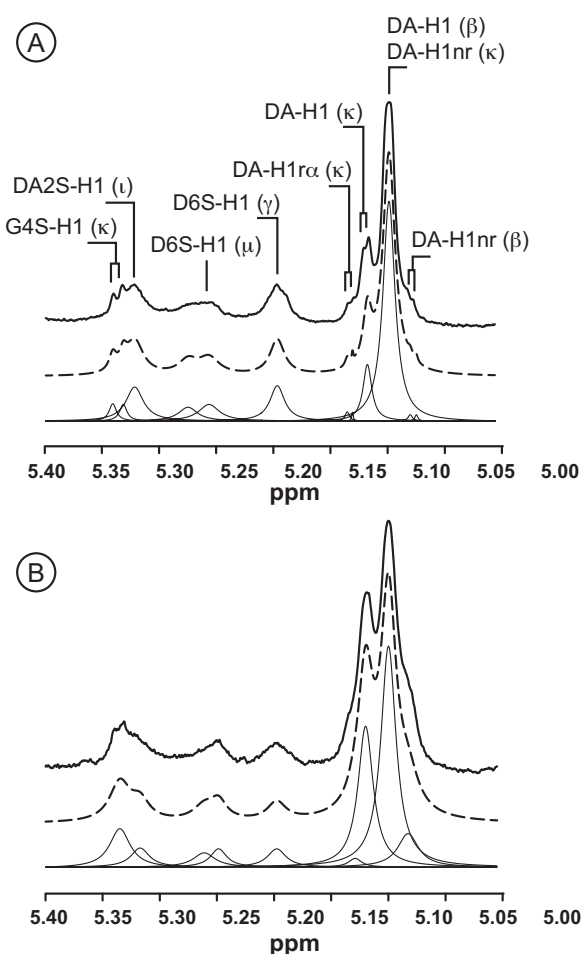 A
DA-H1 (β)
DA-H1nr (κ)
DA-H1 (κ)
DA-H1rα (κ)
DA2S-H1 (ι)
D6S-H1 (γ)
G4S-H1 (κ)
D6S-H1 (μ)
DA-H1nr (β)
5.40 5.35 5.30 5.25 5.20 5.15 5.10 5.05 5.00
ppm
B
5.40 5.35 5.30 5.25 5.20 5.15 5.10 5.05 5.00
ppm